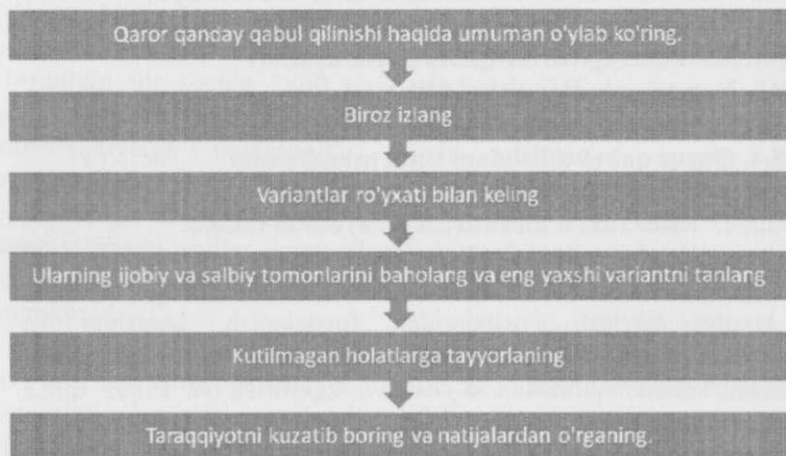 Qaror qanday qabul qilinishi haqida umuman o'ylab ko'ring.
Biroz izlang
Variantlar ro'yxati bilan keling
Ularning ijobiy va salbiy tomonlarini baholang va eng yaxshi variantni tanlang
Kutilmagan holatlarga tayyorlaning
Taraqqiyotni kuzatib boring va natijalardan o'rganing.